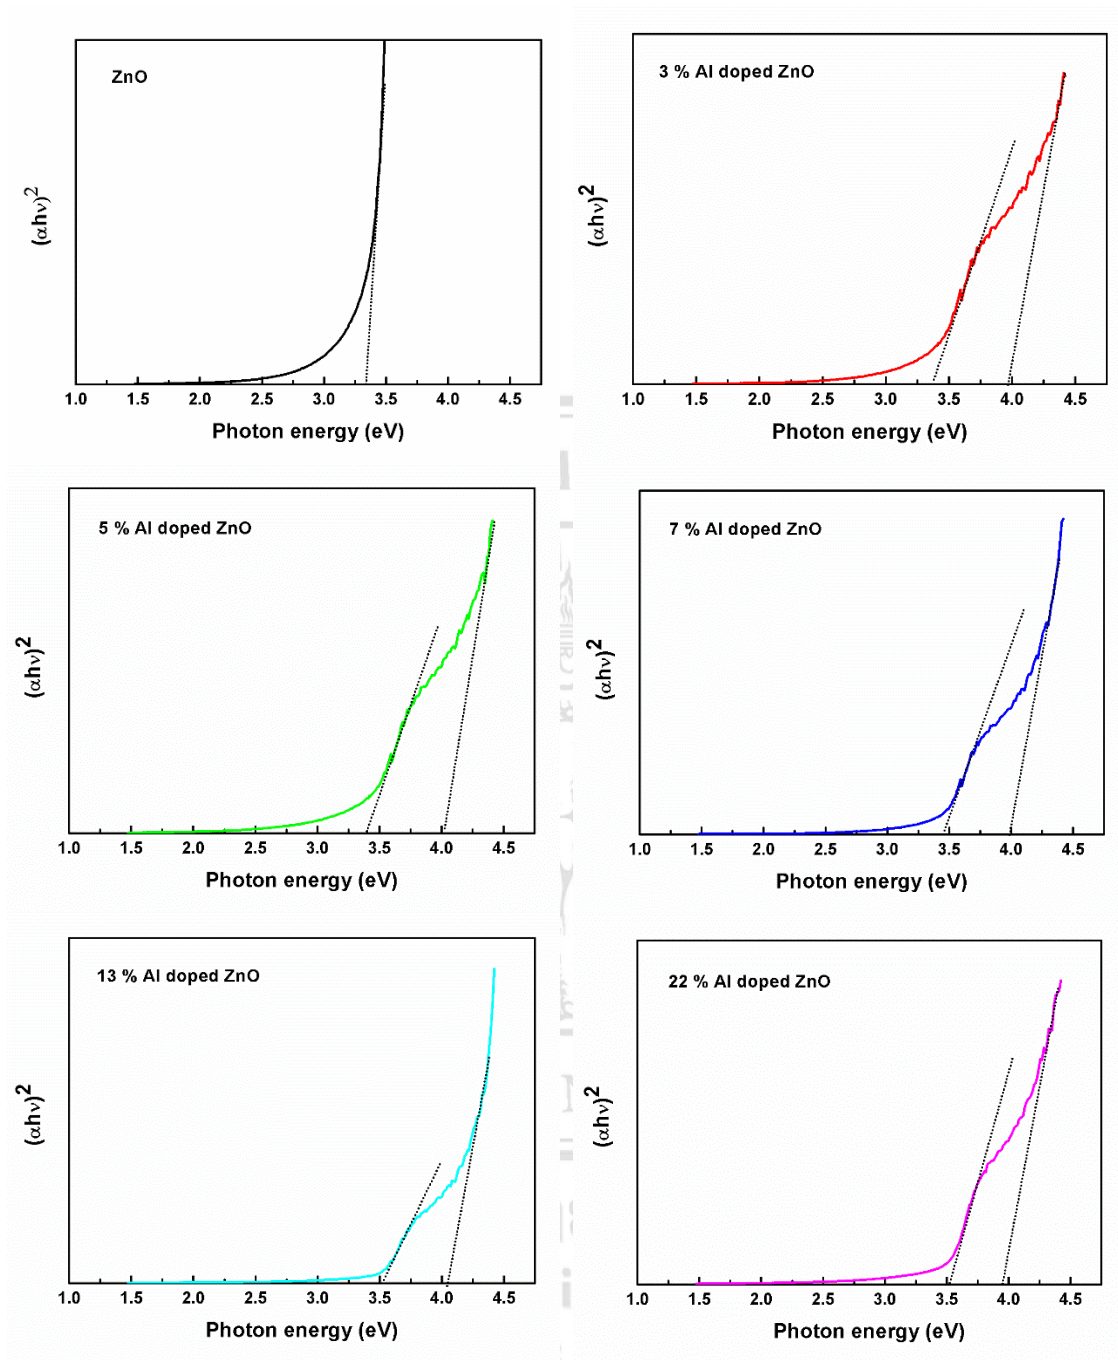 ZnO
(αhν)²
1.0 1.5 2.0 2.5 3.0 3.5 4.0 4.5
Photon energy (eV)
3 % Al doped ZnO
(αhν)²
1.0 1.5 2.0 2.5 3.0 3.5 4.0 4.5
Photon energy (eV)
5 % Al doped ZnO
(αhν)²
1.0 1.5 2.0 2.5 3.0 3.5 4.0 4.5
Photon energy (eV)
7 % Al doped ZnO
(αhν)²
1.0 1.5 2.0 2.5 3.0 3.5 4.0 4.5
Photon energy (eV)
13 % Al doped ZnO
(αhν)²
1.0 1.5 2.0 2.5 3.0 3.5 4.0 4.5
Photon energy (eV)
22 % Al doped ZnO
(αhν)²
1.0 1.5 2.0 2.5 3.0 3.5 4.0 4.5
Photon energy (eV)